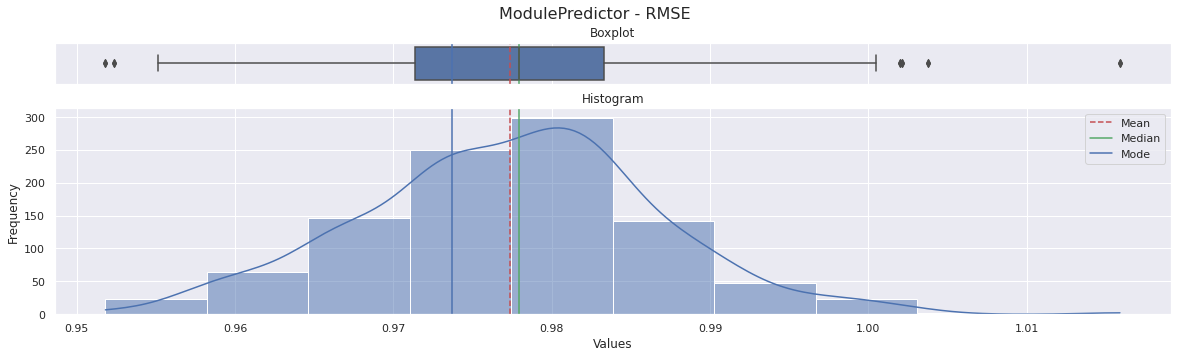 ModulePredictor - RMSE
Boxplot
Histogram
300
250
200
150
100
50
0
Frequency
Mean
Median
Mode
0.95 0.96 0.97 0.98 0.99 1.00 1.01
Values